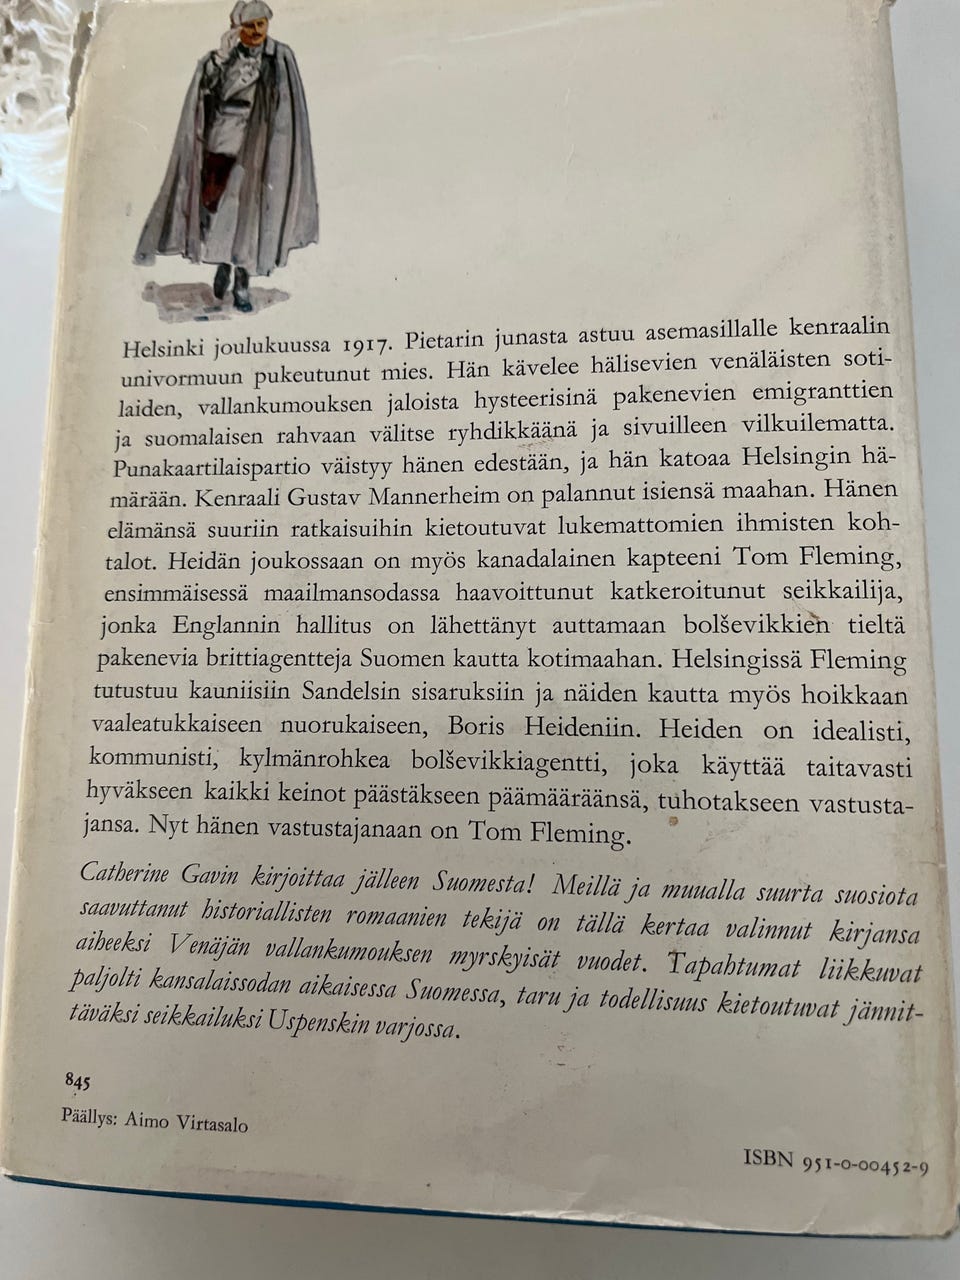 Helsinki joulukuussa 1917. Pietarin junasta astuu asemasillalle kenraalin
univormuun pukeutunut mies. Hän kävelee hälisevien venäläisten soti-
laiden, vallankumouksen jaloista hysteerisinä pakenevien emigranttien
ja suomalaisen rahvaan välitse ryhdikkäänä ja sivuilleen vilkuilematta.
Punakaartilaispartio väistyy hänen edestään, ja hän katoaa Helsingin hä-
märään. Kenraali Gustav Mannerheim on palannut isiensä maahan. Hänen
elämänsä suuriin ratkaisuihin kietoutuvat lukemattomien ihmisten koh-
talot. Heidän joukossaan on myös kanadalainen kapteeni Tom Fleming,
ensimmäisessä maailmansodassa haavoittunut katkeroitunut seikkailija,
jonka Englannin hallitus on lähettänyt auttamaan bolševikkien tieltä
pakenevia brittiagentteja Suomen kautta kotimaahan. Helsingissä Fleming
tutustuu kauniisiin Sandelsin sisaruksiin ja näiden kautta myös hoikkaan
vaaleatukkaiseen nuorukaiseen, Boris Heideniin. Heiden on idealisti,
kommunisti, kylmänrohkea bolševikkiagentti, joka käyttää taitavasti
hyväkseen kaikki keinot päästäkseen päämääräänsä, tuhotakseen vastusta-
jansa. Nyt hänen vastustajanaan on Tom Fleming.
Catherine Gavin kirjoittaa jälleen Suomesta! Meillä ja muualla suurta suosiota
saavuttanut historiallisten romaanien tekijä on tällä kertaa valinnut kirjansa
aiheeksi Venäjän vallankumouksen myrskyisät vuodet. Tapahtumat liikkuvat
paljolti kansalaissodan aikaisessa Suomessa, taru ja todellisuus kietoutuvat jännit-
täväksi seikkailuksi Uspenskin varjossa.
845
Päällys: Aimo Virtasalo
ISBN 951-0-00452-9